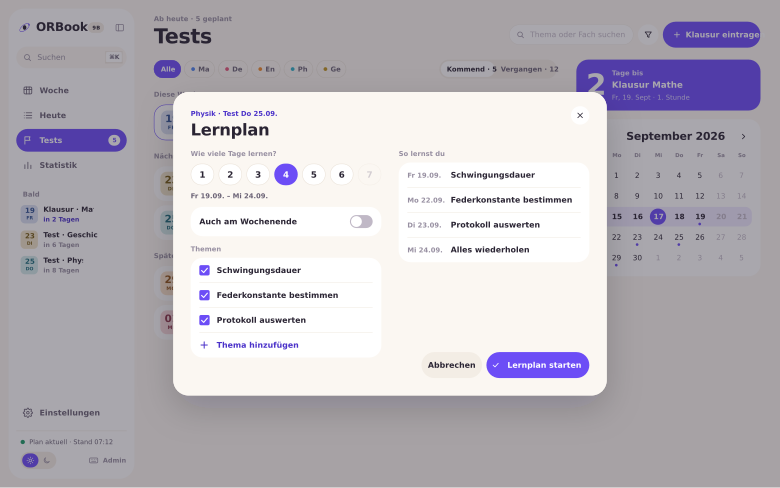 ORBook 98
Suchen ⌘K
Woche
Heute
Tests 5
Statistik
Bald
19 FR Klausur · Ma
in 2 Tagen
23 DI Test · Geschic
in 6 Tagen
25 DO Test · Phy
in 8 Tagen
Einstellungen
Plan aktuell · Stand 07:12
Admin
Ab heute · 5 geplant
Tests
Thema oder Fach suchen
+ Klausur eintrage
Alle Ma De En Ph Ge
Kommend · 5 Vergangen · 12
Physik · Test Do 25.09.
Lernplan
Wie viele Tage lernen?
1 2 3 4 5 6 7
Fr 19.09. – Mi 24.09.
Auch am Wochenende
Themen
Schwingungsdauer
Federkonstante bestimmen
Protokoll auswerten
+ Thema hinzufügen
So lernst du
Fr 19.09. Schwingungsdauer
Mo 22.09. Federkonstante bestimmen
Di 23.09. Protokoll auswerten
Mi 24.09. Alles wiederholen
Abbrechen
Lernplan starten
2 Tage bis
Klausur Mathe
Fr, 19. Sept · 1. Stunde
September 2026
Mo Di Mi Do Fr Sa So
1 2 3 4 5 6 7
8 9 10 11 12 13 14
15 16 17 18 19 20 21
22 23 24 25 26 27 28
29 30 1 2 3 4 5